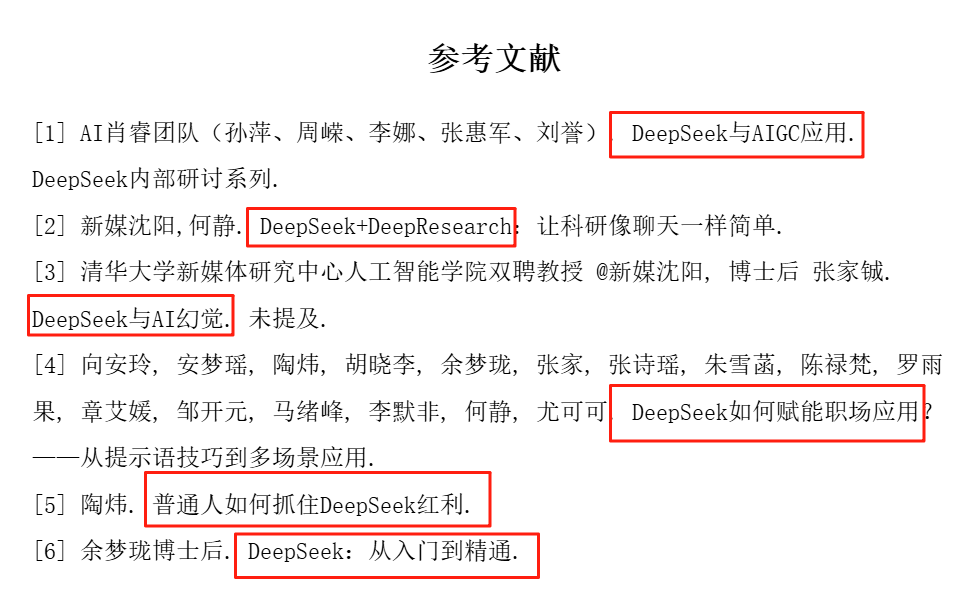 参考文献
[1] AI肖睿团队（孙萍、周嵘、李娜、张惠军、刘誉）. DeepSeek与AIGC应用.
DeepSeek内部研讨系列.
[2] 新媒沈阳,何静. DeepSeek+DeepResearch：让科研像聊天一样简单.
[3] 清华大学新媒体研究中心人工智能学院双聘教授 @新媒沈阳, 博士后 张家铖.
DeepSeek与AI幻觉. 未提及.
[4] 向安玲, 安梦瑶, 陶炜, 胡晓李, 余梦珑, 张家, 张诗瑶, 朱雪菡, 陈禄梵, 罗雨
果, 章艾媛, 邹开元, 马绪峰, 李默非, 何静, 尤可可. DeepSeek如何赋能职场应用?
——从提示语技巧到多场景应用.
[5] 陶炜. 普通人如何抓住DeepSeek红利.
[6] 余梦珑博士后. DeepSeek：从入门到精通.